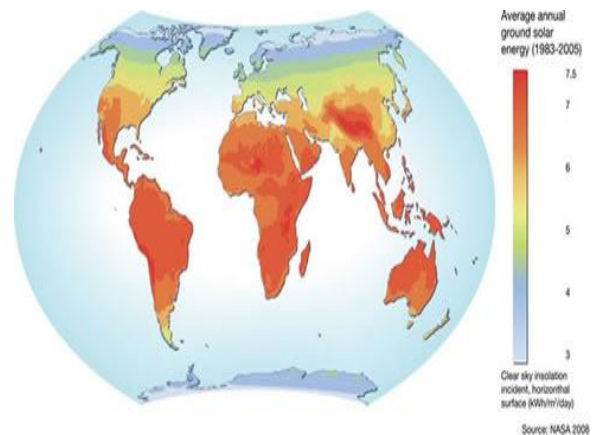 Average annual
ground solar
energy (1983-2005)
7.5
7
6
5
4
3
Clear sky insolation
incident, horizonthal
surface (kWh/m²/day)
Source: NASA 2008